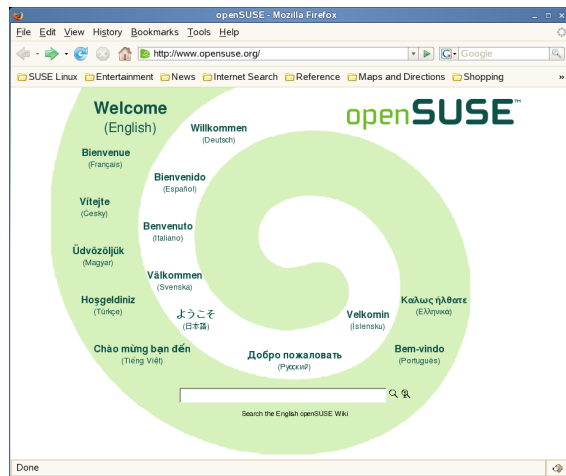 openSUSE - Mozilla Firefox
File Edit View History Bookmarks Tools Help
http://www.opensuse.org/
G Google
SUSE Linux Entertainment News Internet Search Reference Maps and Directions Shopping »
openSUSE™
Welcome
(English)
Willkommen
(Deutsch)
Bienvenue
(Français)
Bienvenido
(Español)
Vítejte
(Česky)
Benvenuto
(Italiano)
Üdvözöljük
(Magyar)
Välkommen
(Svenska)
Hoşgeldiniz
(Türkçe)
ようこそ
(日本語)
Velkomin
(Íslensku)
Καλως ήλθατε
(Ελληνικά)
Chào mừng bạn đến
(Tiếng Việt)
Добро пожаловать
(Русский)
Bem-vindo
(Português)
Search the English openSUSE Wiki
Done